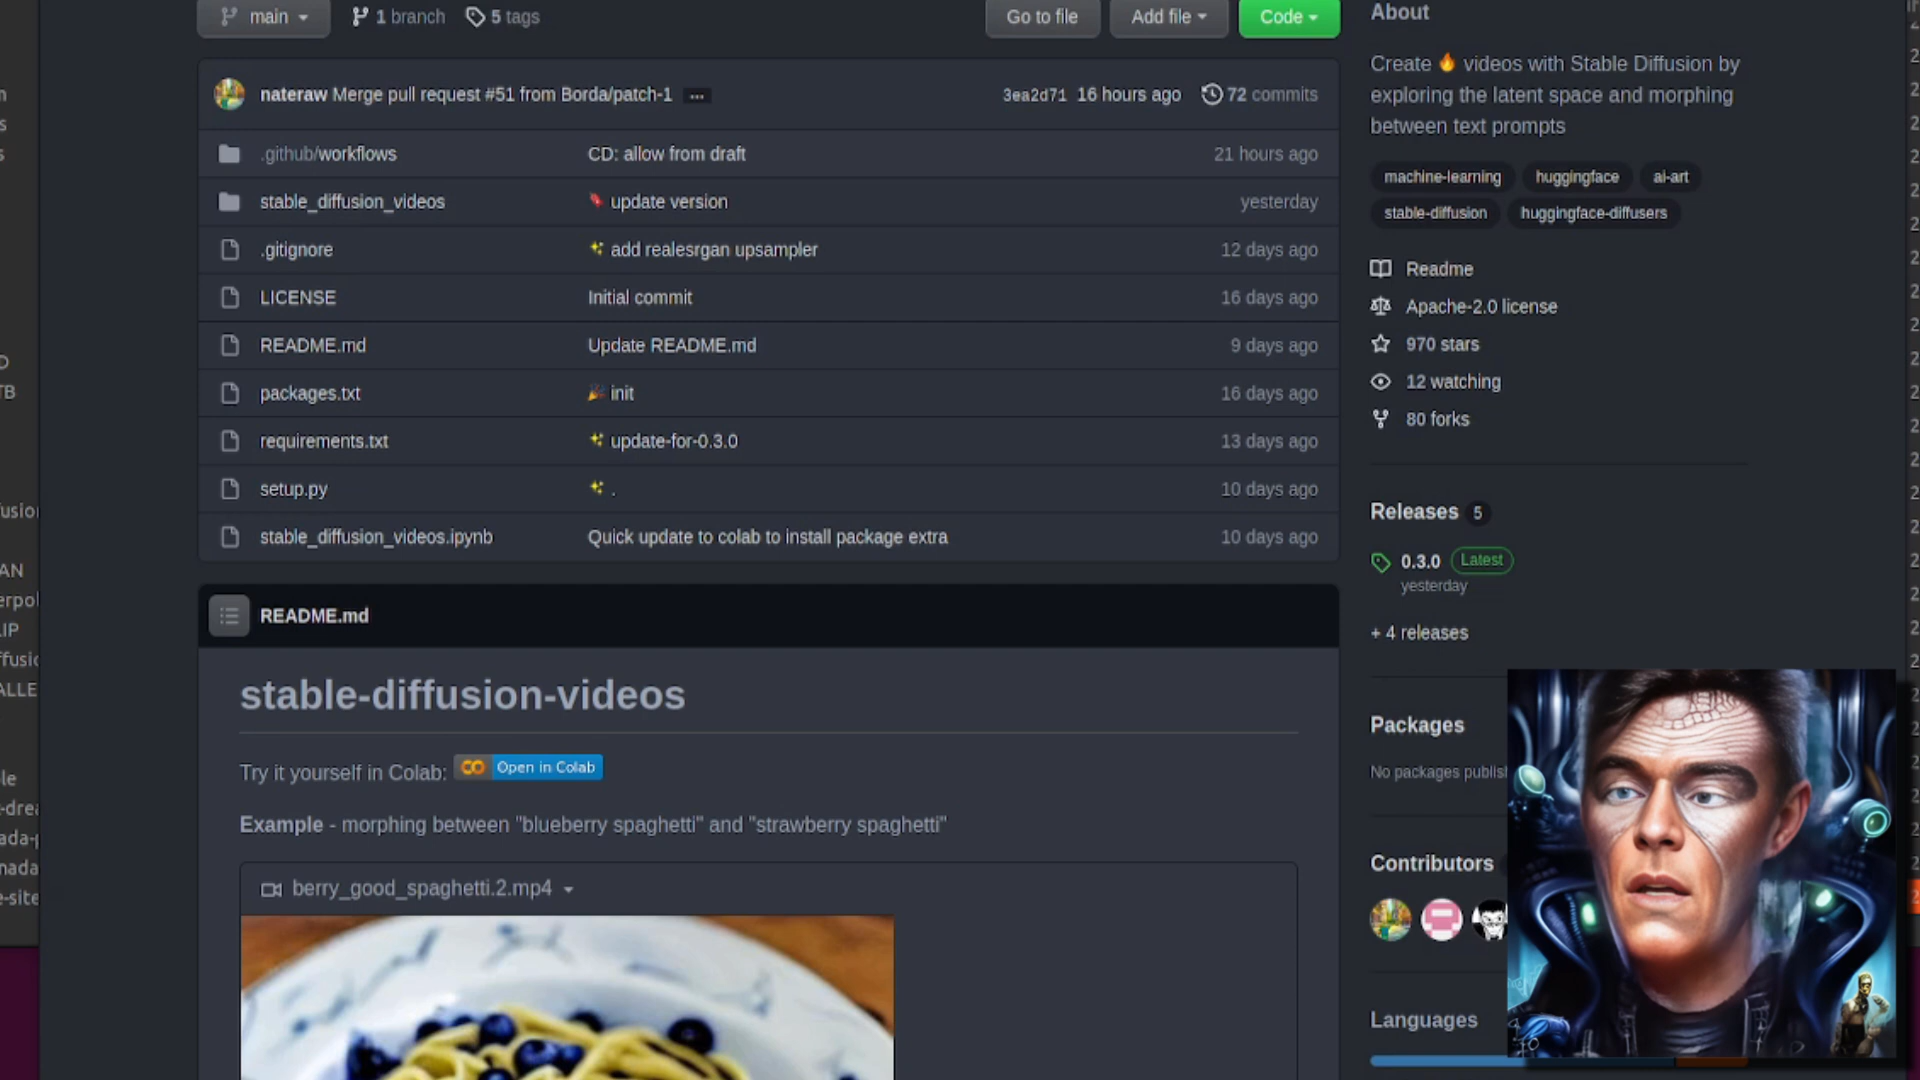 main
1 branch
5 tags
Go to file
Add file
Code
nateraw Merge pull request #51 from Borda/patch-1 ...
3ea2d71 16 hours ago
72 commits
.github/workflows
CD: allow from draft
21 hours ago
stable_diffusion_videos
update version
yesterday
.gitignore
add realesrgan upsampler
12 days ago
LICENSE
Initial commit
16 days ago
README.md
Update README.md
9 days ago
packages.txt
init
16 days ago
requirements.txt
update-for-0.3.0
13 days ago
setup.py
.
10 days ago
stable_diffusion_videos.ipynb
Quick update to colab to install package extra
10 days ago
README.md
stable-diffusion-videos
Try it yourself in Colab: Open in Colab
Example - morphing between "blueberry spaghetti" and "strawberry spaghetti"
berry_good_spaghetti.2.mp4
About
Create 🔥 videos with Stable Diffusion by
exploring the latent space and morphing
between text prompts
machine-learning
huggingface
ai-art
stable-diffusion
huggingface-diffusers
Readme
Apache-2.0 license
970 stars
12 watching
80 forks
Releases 5
0.3.0 Latest
yesterday
+ 4 releases
Packages
No packages
Contributors
Languages